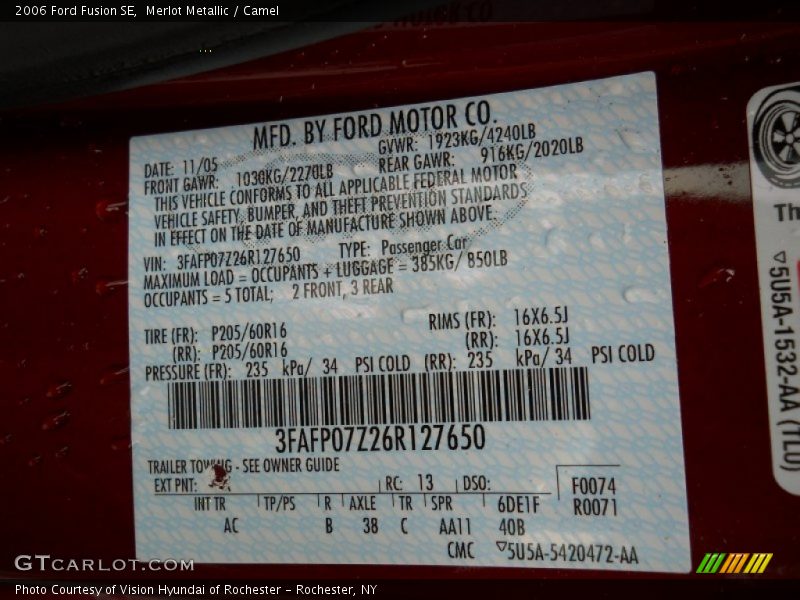 2006 Ford Fusion SE,  Merlot Metallic / Camel
MFD. BY FORD MOTOR CO.
DATE: 11/05 GVWR: 1923KG/4240LB
FRONT GAWR: 1030KG/2270LB REAR GAWR: 916KG/2020LB
THIS VEHICLE CONFORMS TO ALL APPLICABLE FEDERAL MOTOR
VEHICLE SAFETY, BUMPER, AND THEFT PREVENTION STANDARDS
IN EFFECT ON THE DATE OF MANUFACTURE SHOWN ABOVE.
VIN: 3FAFP07Z26R127650 TYPE: Passenger Car
MAXIMUM LOAD = OCCUPANTS + LUGGAGE = 385KG/ 850LB
OCCUPANTS = 5 TOTAL; 2 FRONT, 3 REAR
TIRE (FR): P205/60R16 RIMS (FR): 16X6.5J
(RR): P205/60R16 (RR): 16X6.5J
PRESSURE (FR): 235 kPa/ 34 PSI COLD (RR): 235 kPa/ 34 PSI COLD
3FAFP07Z26R127650
TRAILER TOWING - SEE OWNER GUIDE
EXT PNT: RC: 13 DSO: F0074
INT TR TP/PS R AXLE TR SPR 6DE1F R0071
AC B 38 C AA11 40B
CMC 5U5A-5420472-AA
Th
5U5A-1532-AA (TLU)
GTCARLOT.COM
Photo Courtesy of Vision Hyundai of Rochester – Rochester, NY